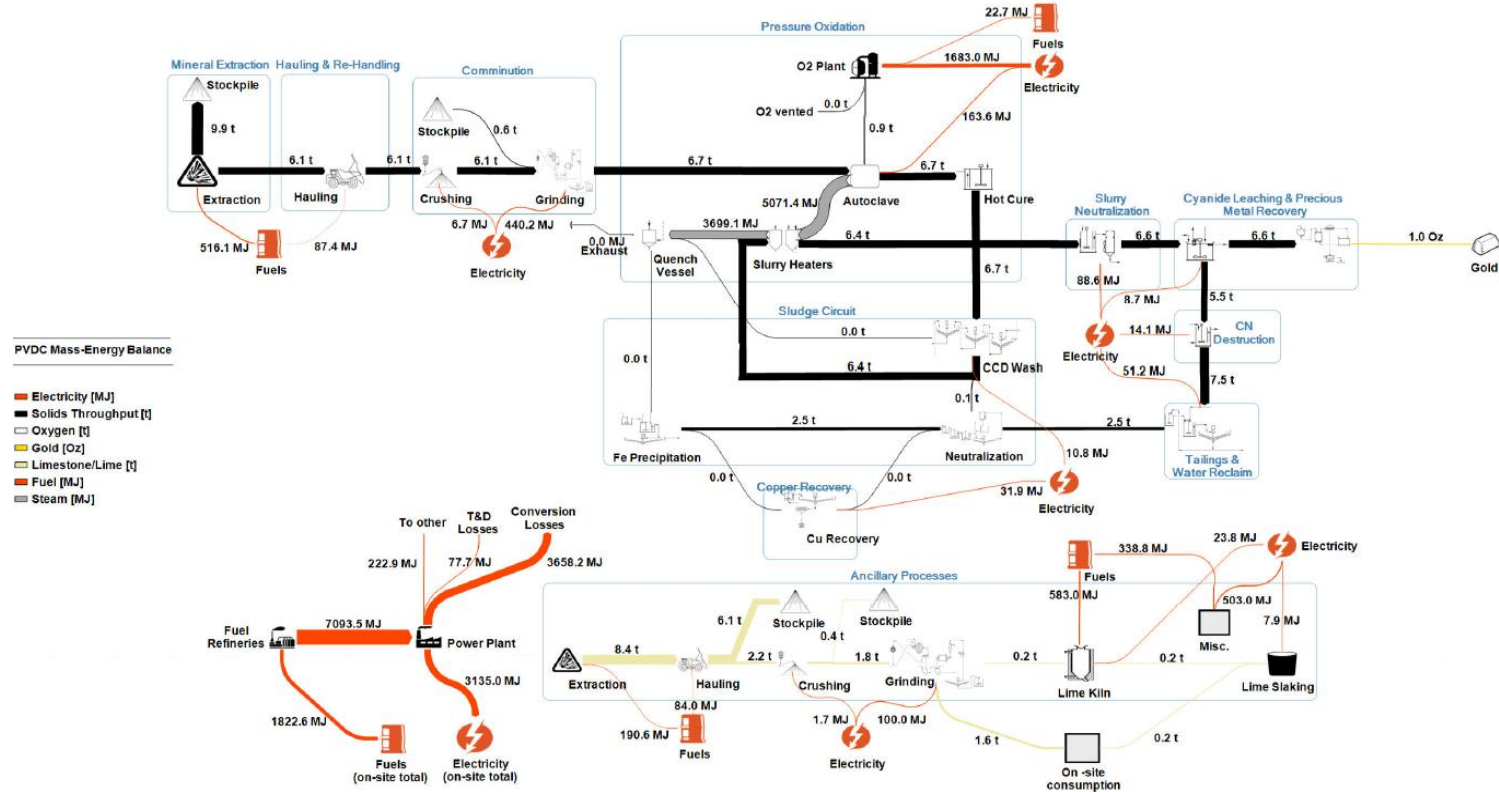 Pressure Oxidation
22.7 MJ
Fuels
O2 Plant
1683.0 MJ
Electricity
O2 vented
0.0 t
163.6 MJ
0.9 t
Mineral Extraction
Hauling & Re-Handling
Comminution
Stockpile
9.9 t
Stockpile
0.6 t
6.1 t
6.1 t
6.1 t
6.7 t
6.7 t
Extraction
Hauling
Crushing
Grinding
Autoclave
Hot Cure
516.1 MJ
87.4 MJ
Fuels
6.7 MJ
440.2 MJ
Electricity
0.0 MJ
Exhaust
3699.1 MJ
5071.4 MJ
Quench
Vessel
Slurry Heaters
6.4 t
6.7 t
Slurry
Neutralization
Cyanide Leaching & Precious
Metal Recovery
6.6 t
6.6 t
1.0 Oz
Gold
88.6 MJ
8.7 MJ
5.5 t
14.1 MJ
Electricity
CN
Destruction
51.2 MJ
7.5 t
Sludge Circuit
0.0 t
0.0 t
CCD Wash
6.4 t
0.1 t
2.5 t
2.5 t
Fe Precipitation
Neutralization
10.8 MJ
Tailings &
Water Reclaim
0.0 t
0.0 t
Copper Recovery
31.9 MJ
Electricity
Cu Recovery
PVDC Mass-Energy Balance
Electricity [MJ]
Solids Throughput [t]
Oxygen [t]
Gold [Oz]
Limestone/Lime [t]
Fuel [MJ]
Steam [MJ]
To other
T&D
Losses
Conversion
Losses
222.9 MJ
77.7 MJ
3658.2 MJ
Fuel
Refineries
7093.5 MJ
Power Plant
1822.6 MJ
3135.0 MJ
Fuels
(on-site total)
Electricity
(on-site total)
Ancillary Processes
338.8 MJ
23.8 MJ
Electricity
Fuels
583.0 MJ
503.0 MJ
Misc.
7.9 MJ
6.1 t
Stockpile
Stockpile
0.4 t
8.4 t
2.2 t
1.8 t
0.2 t
0.2 t
Extraction
Hauling
Crushing
Grinding
Lime Kiln
Lime Slaking
84.0 MJ
190.6 MJ
Fuels
1.7 MJ
100.0 MJ
Electricity
1.6 t
0.2 t
On -site
consumption